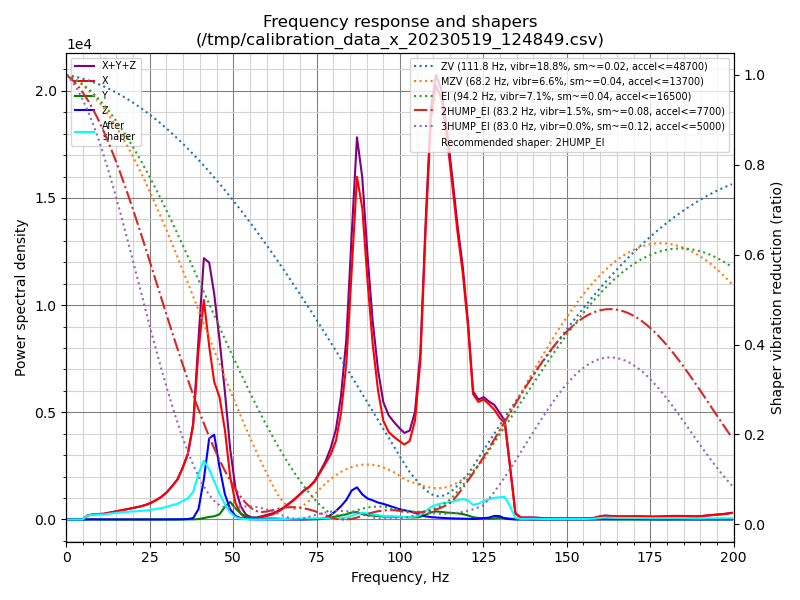 Frequency response and shapers
(/tmp/calibration_data_x_20230519_124849.csv)
1e4
X+Y+Z
X
Y
Z
After
shaper
ZV (111.8 Hz, vibr=18.8%, sm~=0.02, accel<=48700)
MZV (68.2 Hz, vibr=6.6%, sm~=0.04, accel<=13700)
EI (94.2 Hz, vibr=7.1%, sm~=0.04, accel<=16500)
2HUMP_EI (83.2 Hz, vibr=1.5%, sm~=0.08, accel<=7700)
3HUMP_EI (83.0 Hz, vibr=0.0%, sm~=0.12, accel<=5000)
Recommended shaper: 2HUMP_EI
Power spectral density
2.0
1.5
1.0
0.5
0.0
1.0
0.8
0.6
0.4
0.2
0.0
Shaper vibration reduction (ratio)
0 25 50 75 100 125 150 175 200
Frequency, Hz